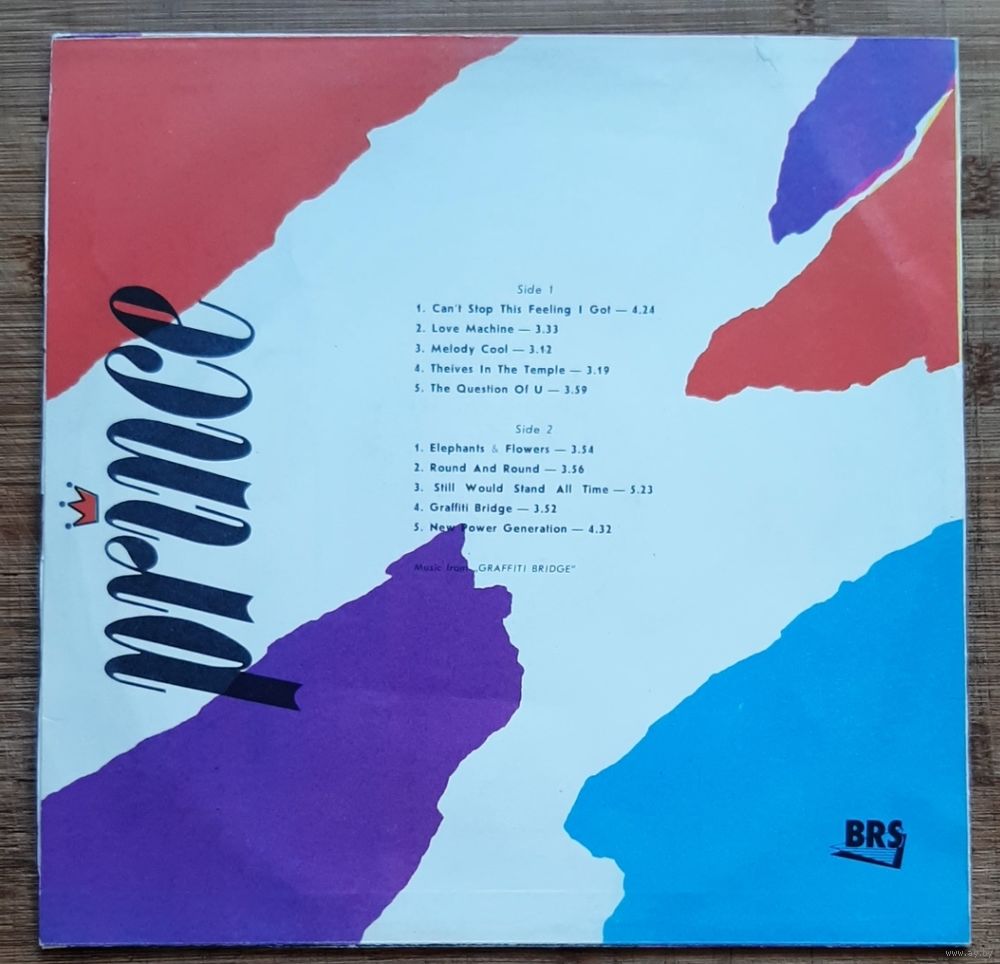 prince
Side 1
1. Can't Stop This Feeling I Got — 4.24
2. Love Machine — 3.33
3. Melody Cool — 3.12
4. Theives In The Temple — 3.19
5. The Question Of U — 3.59
Side 2
1. Elephants & Flowers — 3.54
2. Round And Round — 3.56
3. Still Would Stand All Time — 5.23
4. Graffiti Bridge — 3.52
5. New Power Generation — 4.32
Music from „GRAFFITI BRIDGE"
BRS
www.ay.by